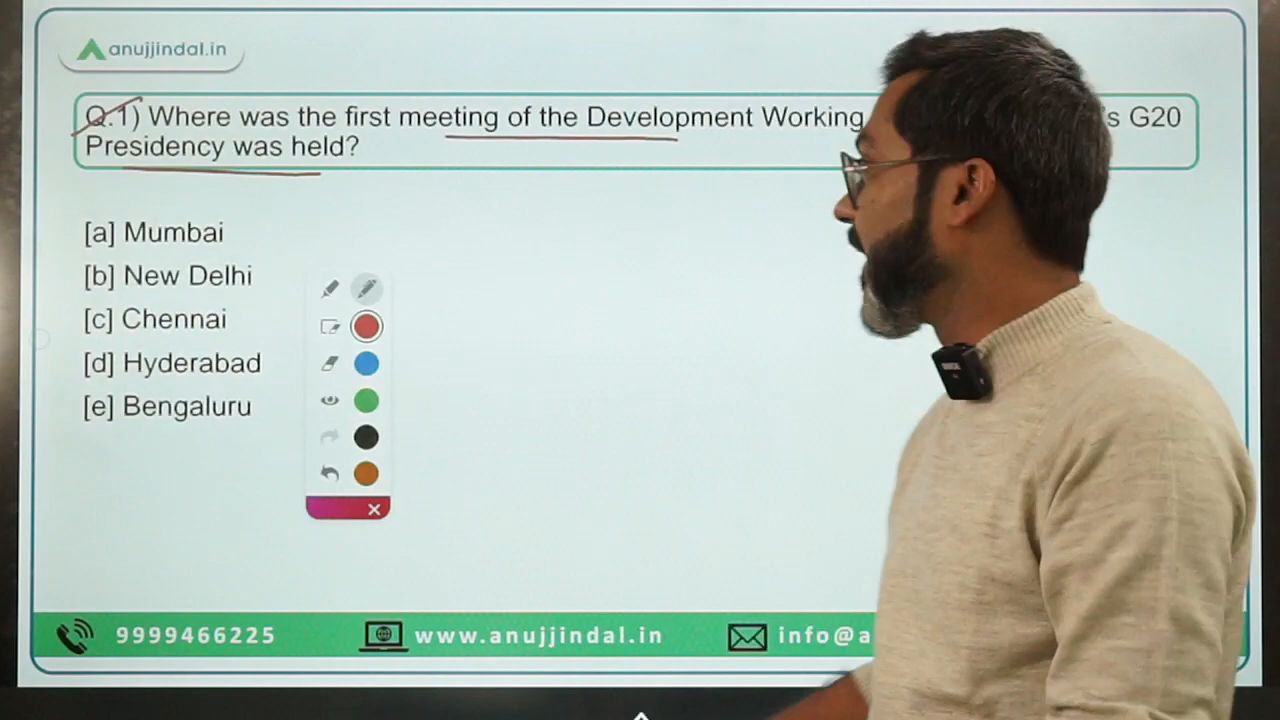 anujjindal.in
Q.1) Where was the first meeting of the Development Working
s G20
Presidency was held?
[a] Mumbai
[b] New Delhi
[c] Chennai
[d] Hyderabad
[e] Bengaluru
9999466225 www.anujjindal.in info@a